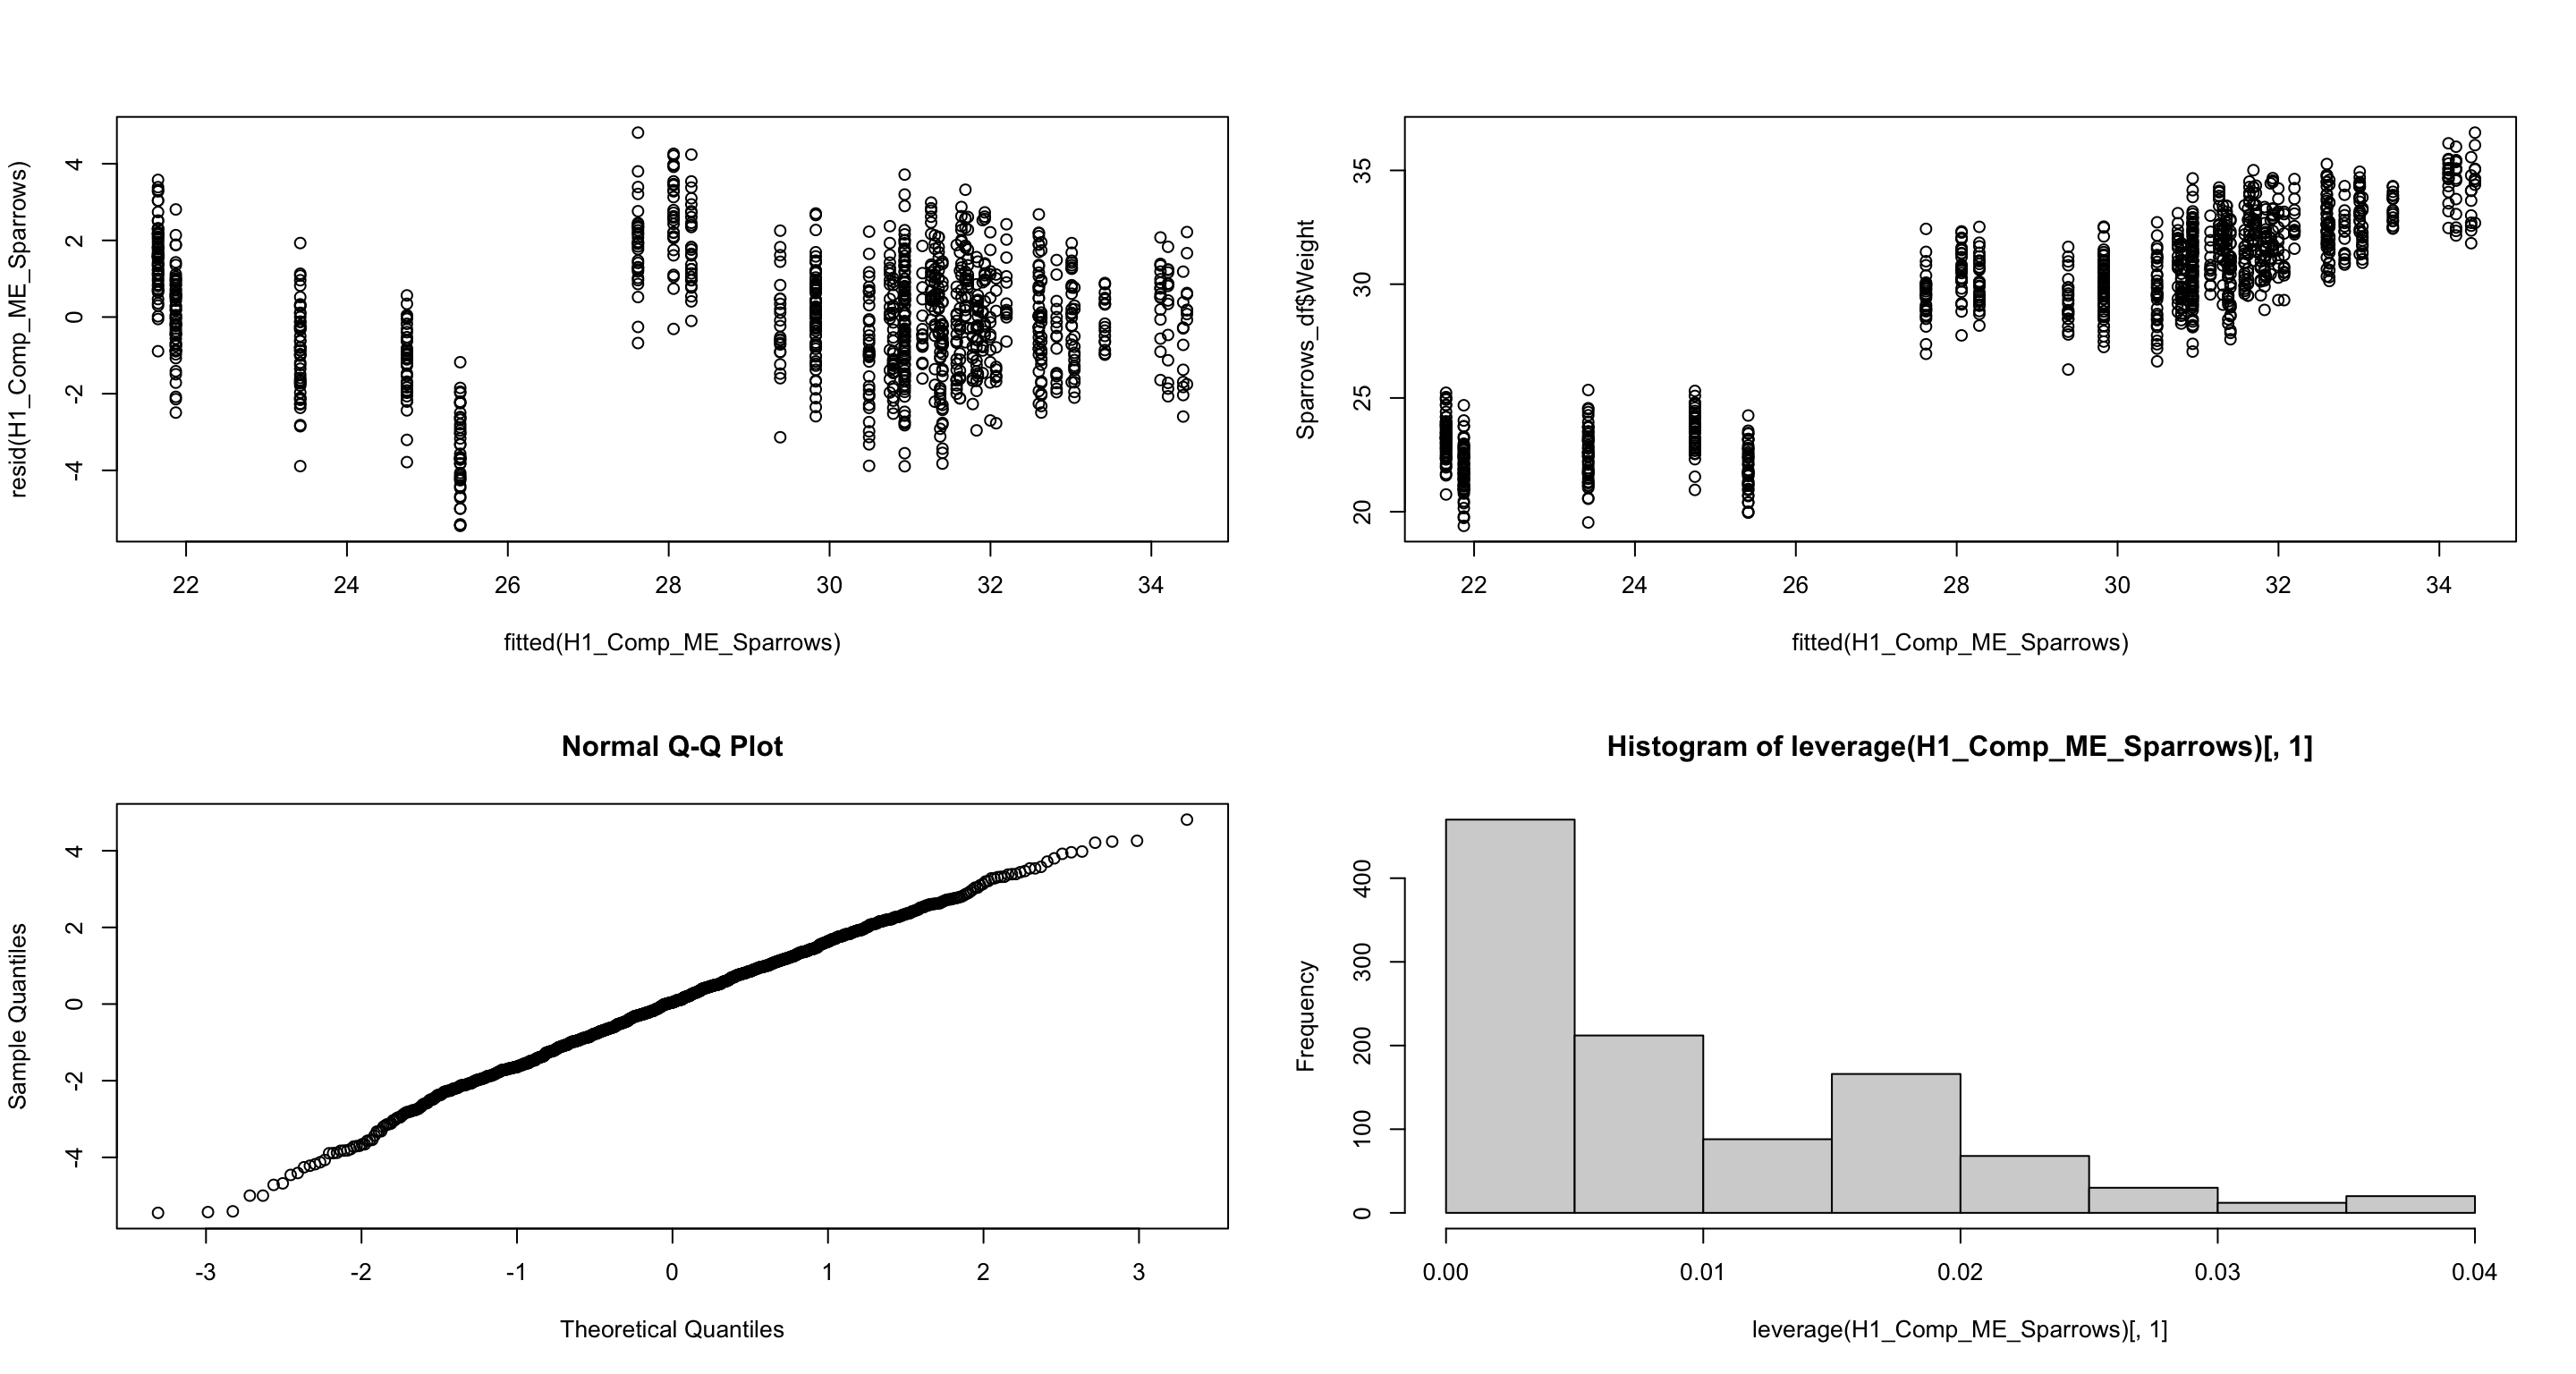 resid(H1_Comp_ME_Sparrows)
4
2
0
-2
-4
22 24 26 28 30 32 34
fitted(H1_Comp_ME_Sparrows)
Sparrows_df$Weight
35
30
25
20
22 24 26 28 30 32 34
fitted(H1_Comp_ME_Sparrows)
Normal Q-Q Plot
Sample Quantiles
4
2
0
-2
-4
-3 -2 -1 0 1 2 3
Theoretical Quantiles
Histogram of leverage(H1_Comp_ME_Sparrows)[, 1]
Frequency
400
300
200
100
0
0.00 0.01 0.02 0.03 0.04
leverage(H1_Comp_ME_Sparrows)[, 1]